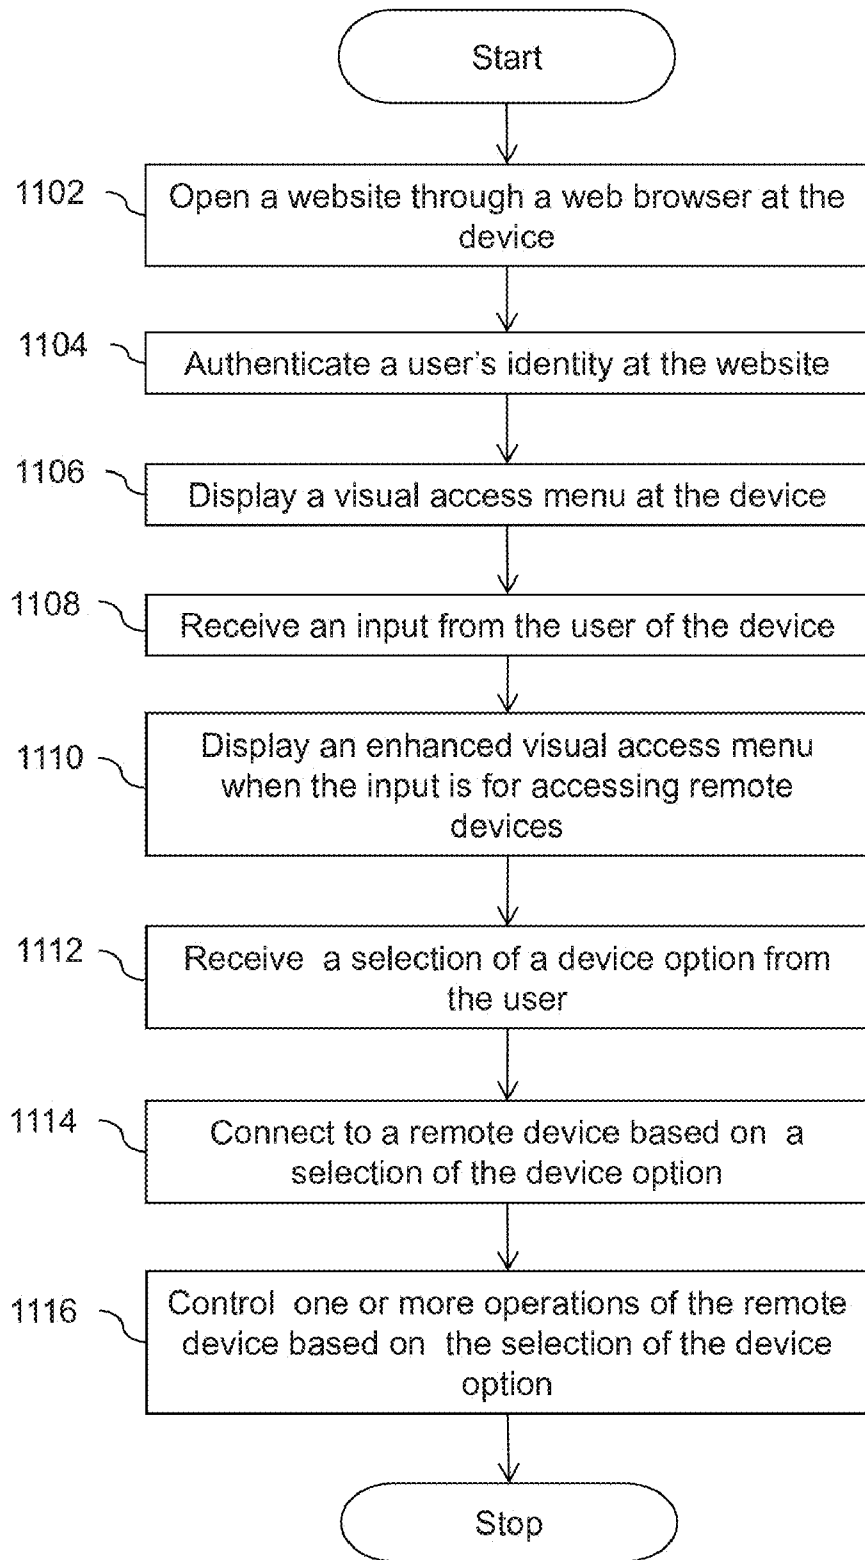 Start
1102
Open a website through a web browser at the
device
1104
Authenticate a user's identity at the website
1106
Display a visual access menu at the device
1108
Receive an input from the user of the device
1110
Display an enhanced visual access menu
when the input is for accessing remote
devices
1112
Receive a selection of a device option from
the user
1114
Connect to a remote device based on a
selection of the device option
1116
Control one or more operations of the remote
device based on the selection of the device
option
Stop